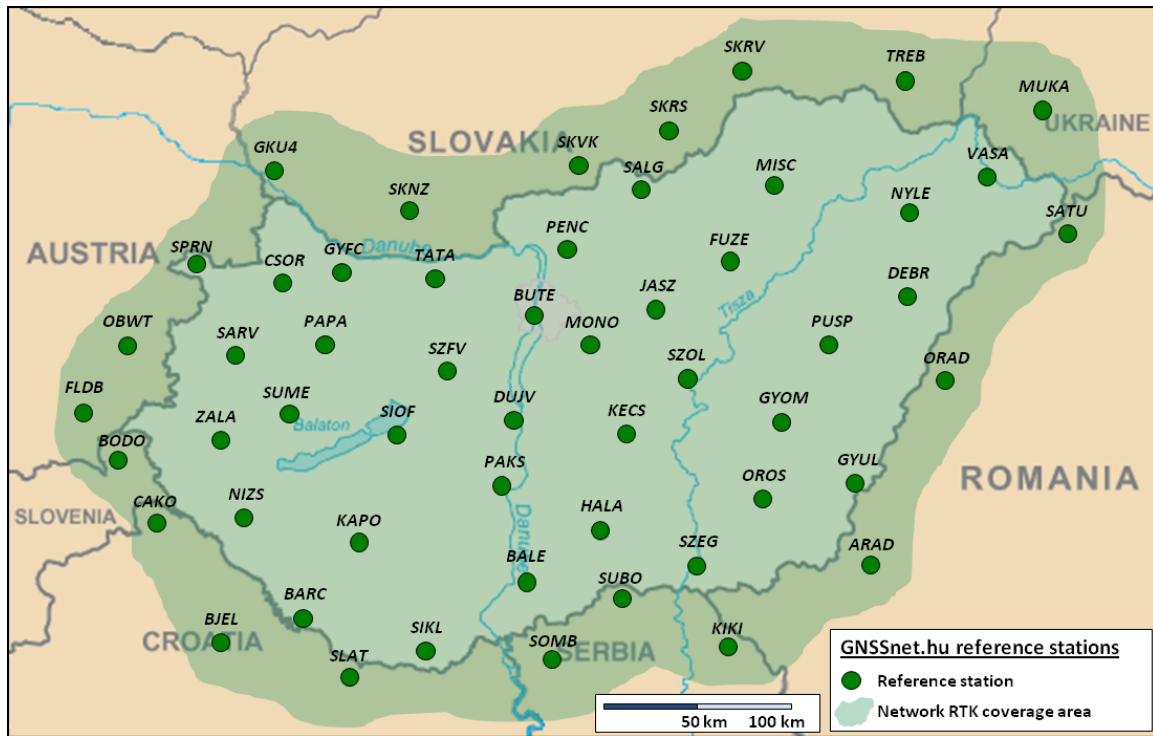 SKRV
TREB
MUKA
SKRS
UKRAINE
SLOVAKIA
GKU4
SKVK
SALG
MISC
VASA
SKNZ
NYLE
SATU
PENC
AUSTRIA
SPRN
CSOR
GYFC
Danube
TATA
FUZE
DEBR
BUTE
JASZ
Tisza
OBWT
SARV
PAPA
MONO
PUSP
SZFV
SZOL
ORAD
FLDB
ZALA
SUME
Balaton
SIOF
DUJV
KECS
GYOM
BODO
PAKS
GYUL
ROMANIA
OROS
SLOVENIA
CAKO
NIZS
KAPO
Danube
HALA
BALE
SZEG
ARAD
SUBO
BARC
BJEL
CROATIA
SIKL
SLAT
SOMB
SERBIA
KIKI
GNSSnet.hu reference stations
Reference station
Network RTK coverage area
50 km
100 km